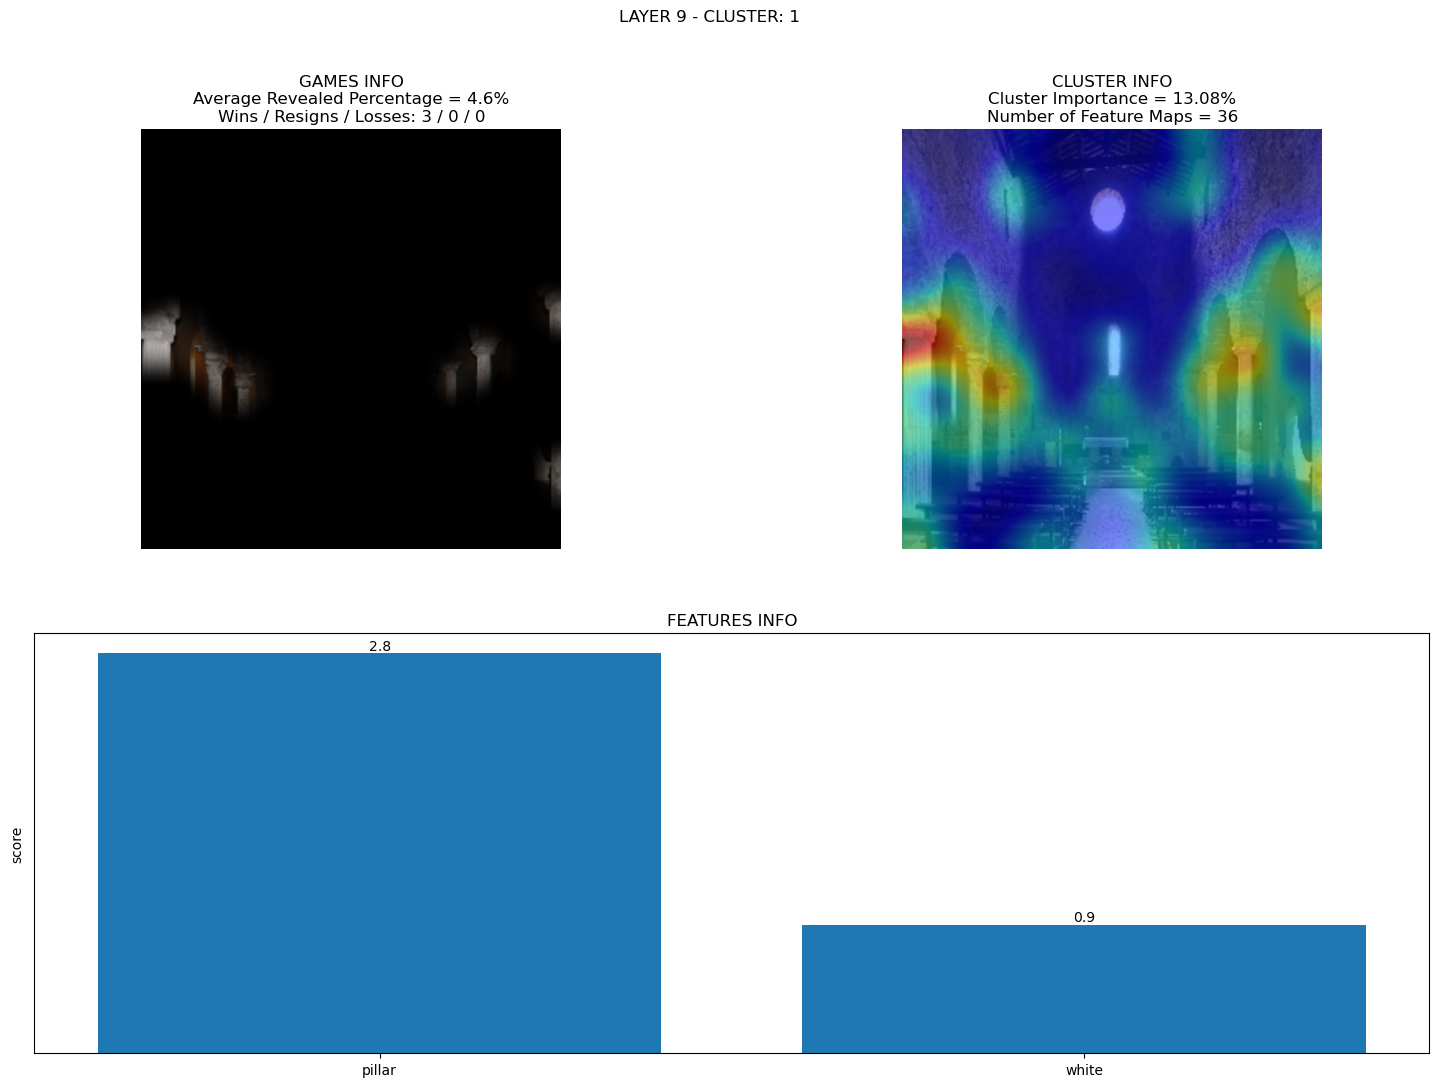 LAYER 9 - CLUSTER: 1
GAMES INFO
Average Revealed Percentage = 4.6%
Wins / Resigns / Losses: 3 / 0 / 0
CLUSTER INFO
Cluster Importance = 13.08%
Number of Feature Maps = 36
FEATURES INFO
score
2.8
0.9
pillar
white